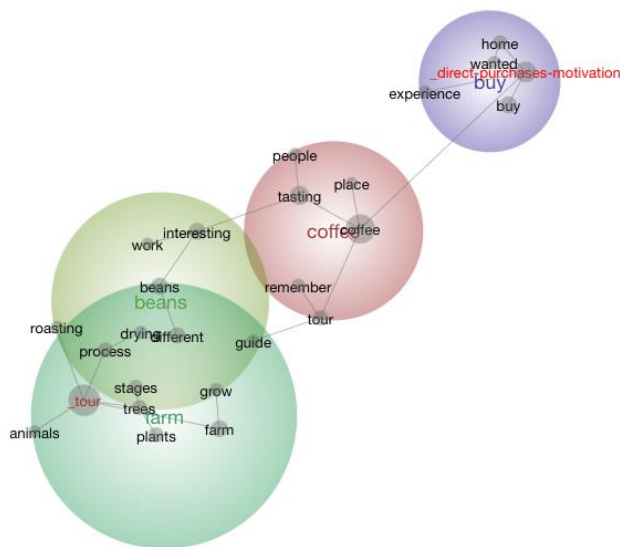 home
wanted
_direct-purchases-motivation
buy
experience
buy
people
place
tasting
interesting
coffee
coffee
work
beans
remember
beans
roasting
drying
different
tour
guide
process
stages
grow
_tour
trees
farm
farm
animals
plants